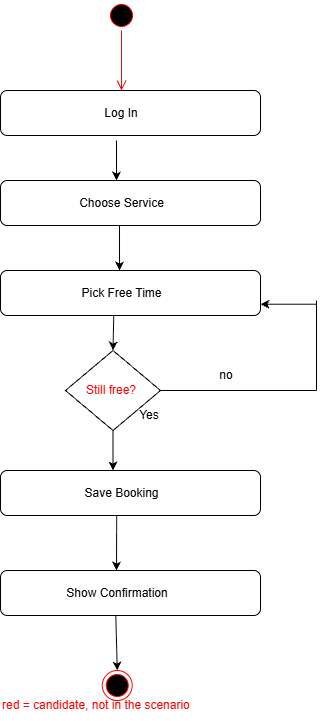 Log In
Choose Service
Pick Free Time
Still free?
no
Yes
Save Booking
Show Confirmation
red = candidate, not in the scenario